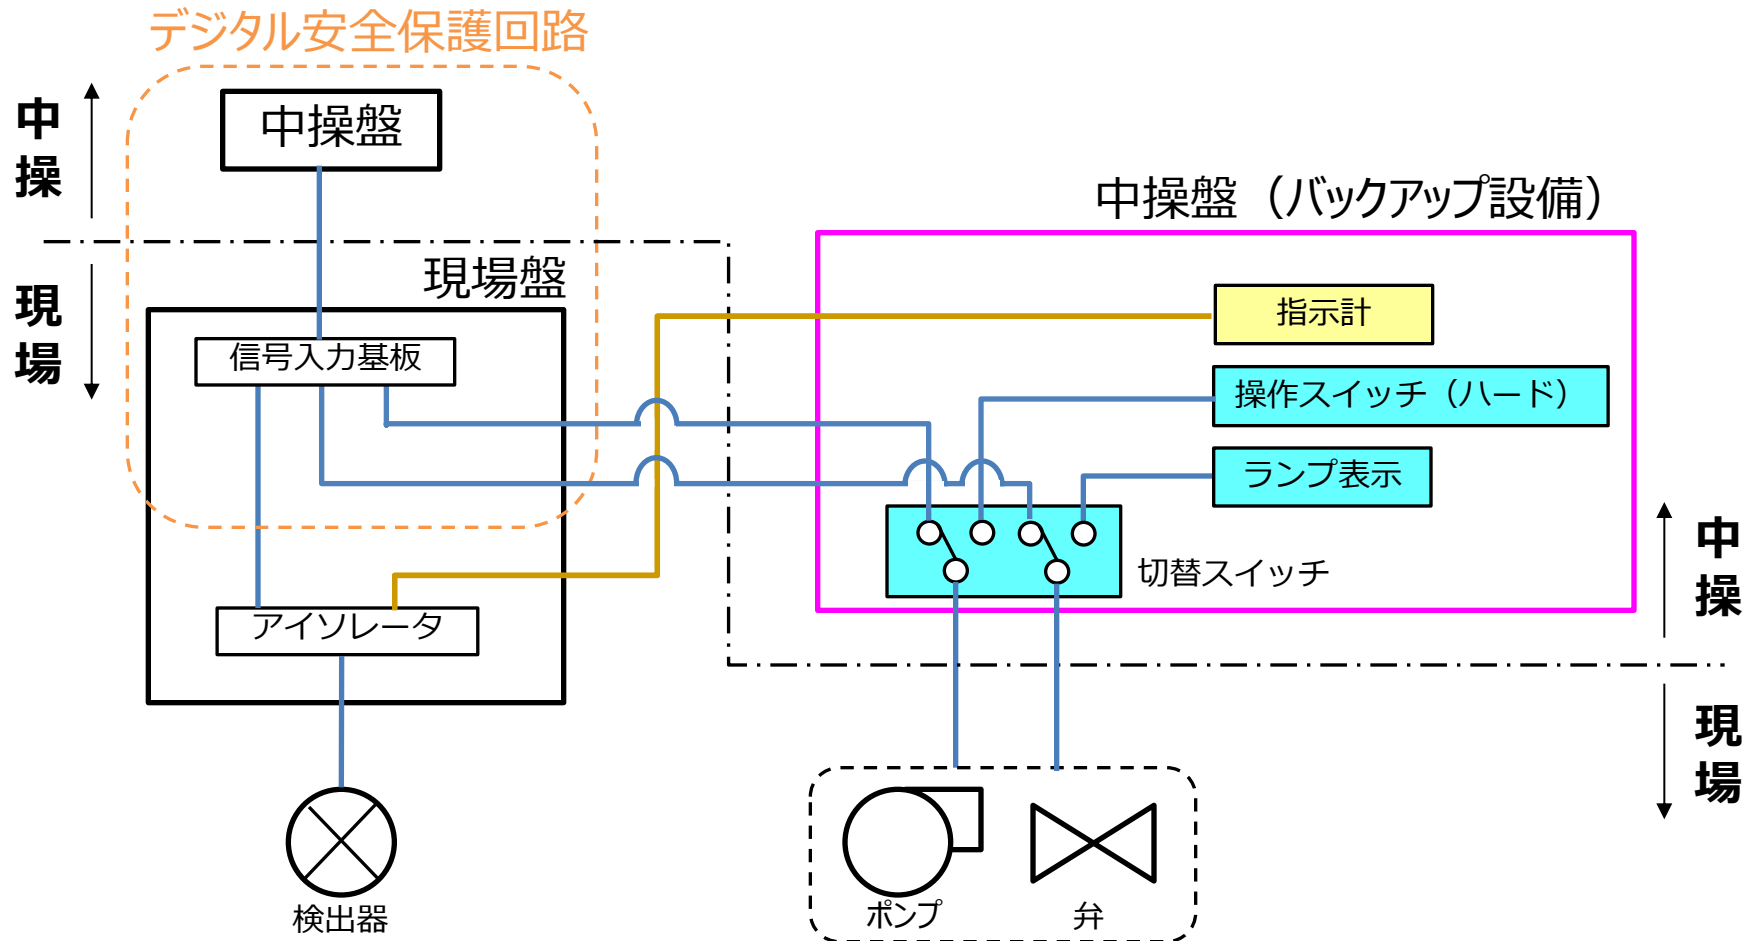 デジタル安全保護回路
中操
中操盤
現場
現場盤
信号入力基板
アイソレータ
検出器
中操盤（バックアップ設備）
指示計
操作スイッチ（ハード）
ランプ表示
切替スイッチ
中操
現場
ポンプ
弁